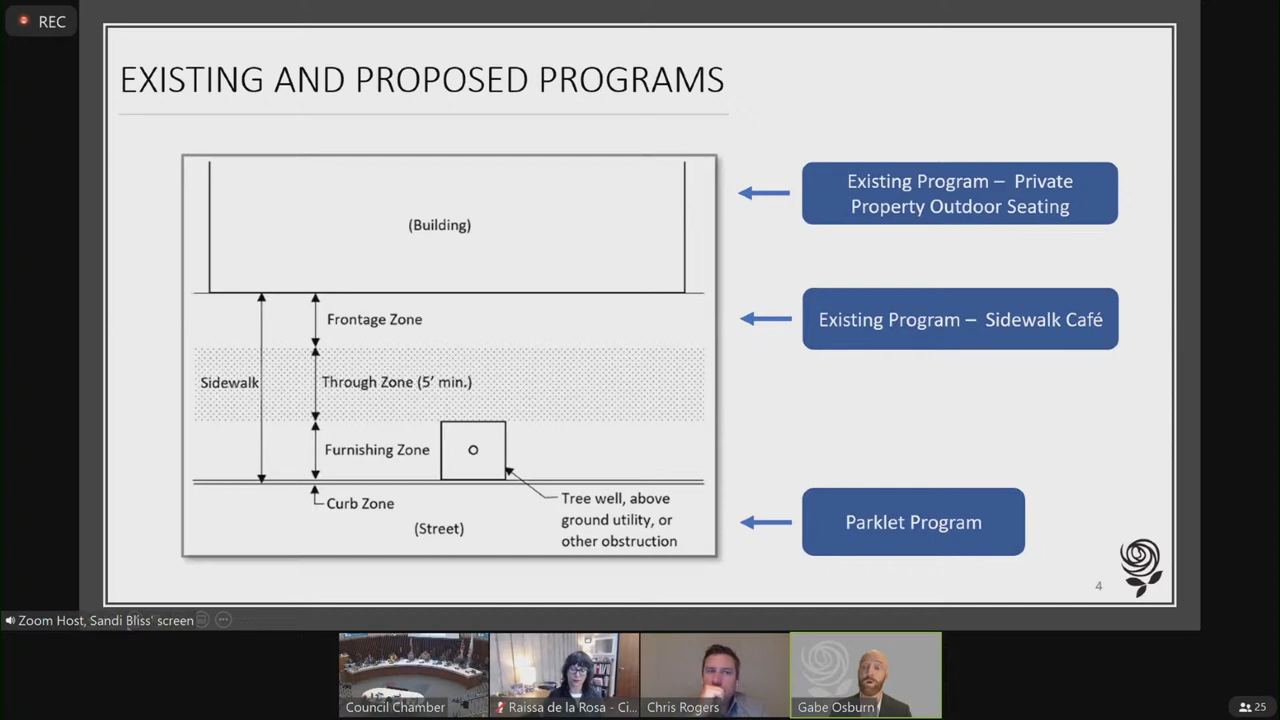 REC
EXISTING AND PROPOSED PROGRAMS
(Building)
Frontage Zone
Sidewalk
Through Zone (5' min.)
Furnishing Zone
Curb Zone
(Street)
Tree well, above
ground utility, or
other obstruction
Existing Program – Private
Property Outdoor Seating
Existing Program – Sidewalk Café
Parklet Program
4
Zoom Host, Sandi Bliss' screen
Council Chamber
Raissa de la Rosa - Ci...
Chris Rogers
Gabe Osburn
25